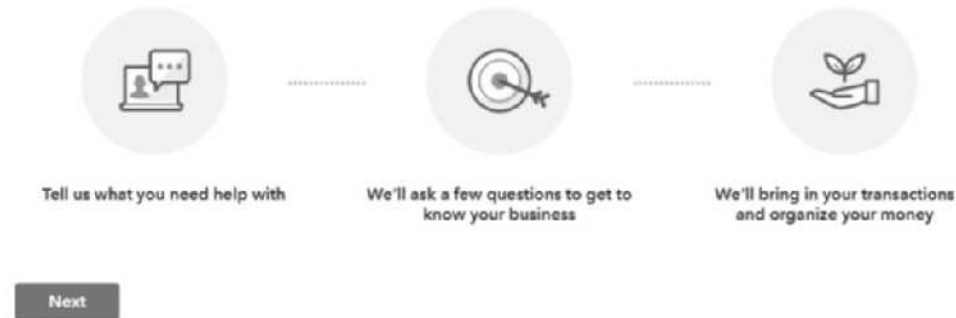 Tell us what you need help with
We'll ask a few questions to get to
know your business
We'll bring in your transactions
and organize your money
Next